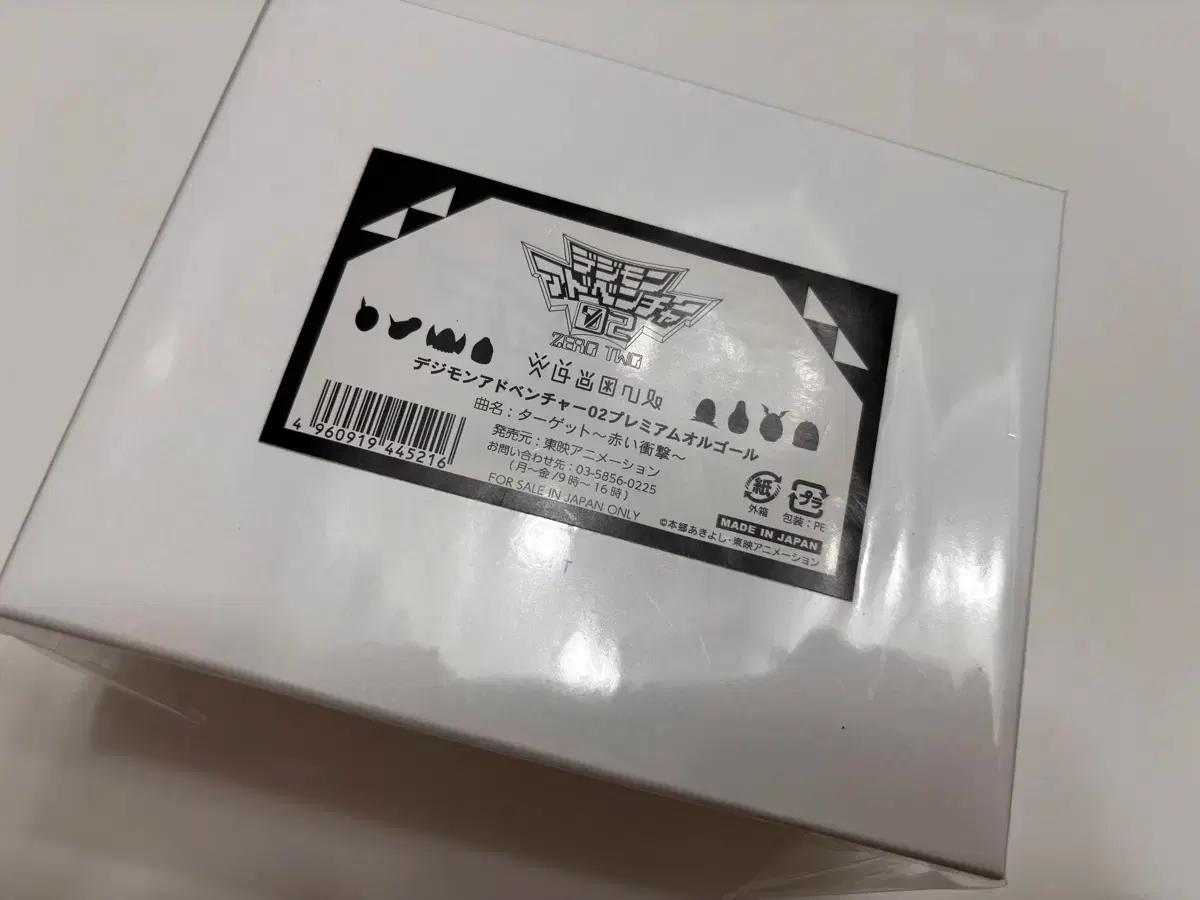 デジモン
アドベンチャー
02
ZERO TWO
デジモンアドベンチャー02プレミアムオルゴール
曲名：ターゲット～赤い衝撃～
発売元：東映アニメーション
お問い合わせ先：03-5856-0225
(月～金/9時～16時)
FOR SALE IN JAPAN ONLY
4 960919 445216
紙
外箱
プラ
包装：PE
MADE IN JAPAN
©本郷あきよし・東映アニメーション